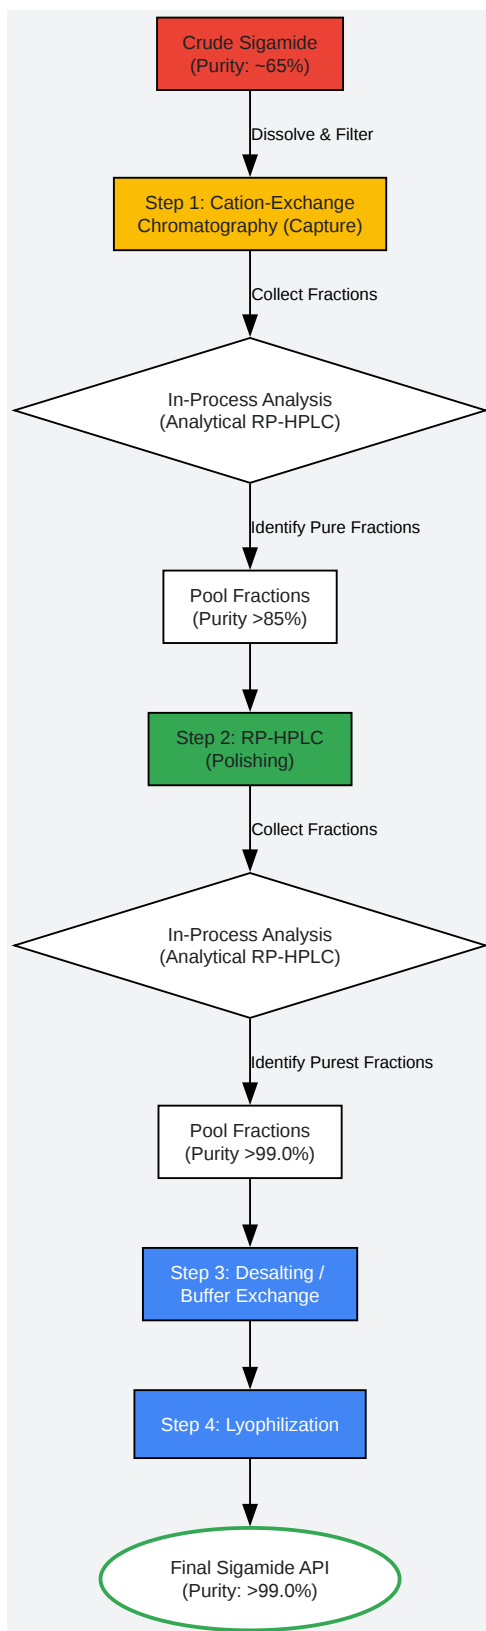 Crude Sigamide
(Purity: ~65%)
Dissolve & Filter
Step 1: Cation-Exchange
Chromatography (Capture)
Collect Fractions
In-Process Analysis
(Analytical RP-HPLC)
Identify Pure Fractions
Pool Fractions
(Purity >85%)
Step 2: RP-HPLC
(Polishing)
Collect Fractions
In-Process Analysis
(Analytical RP-HPLC)
Identify Purest Fractions
Pool Fractions
(Purity >99.0%)
Step 3: Desalting /
Buffer Exchange
Step 4: Lyophilization
Final Sigamide API
(Purity: >99.0%)